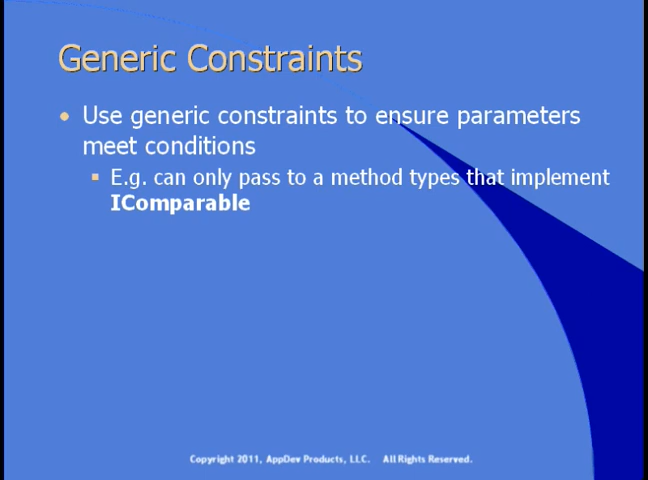 Generic Constraints
• Use generic constraints to ensure parameters
meet conditions
▪ E.g. can only pass to a method types that implement
IComparable
Copyright 2011, AppDev Products, LLC. All Rights Reserved.